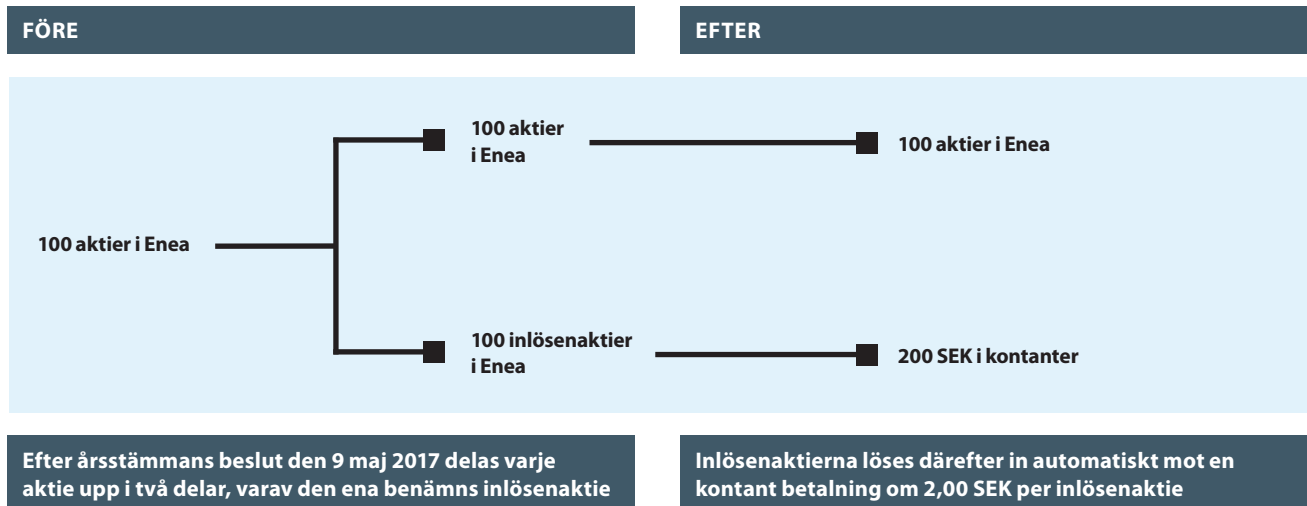 FÖRE
EFTER
100 aktier
i Enea
100 aktier i Enea
100 aktier i Enea
100 inlösenaktier
i Enea
200 SEK i kontanter
Efter årsstämmans beslut den 9 maj 2017 delas varje
aktie upp i två delar, varav den ena benämns inlösenaktie
Inlösenaktierna löses därefter in automatiskt mot en
kontant betalning om 2,00 SEK per inlösenaktie